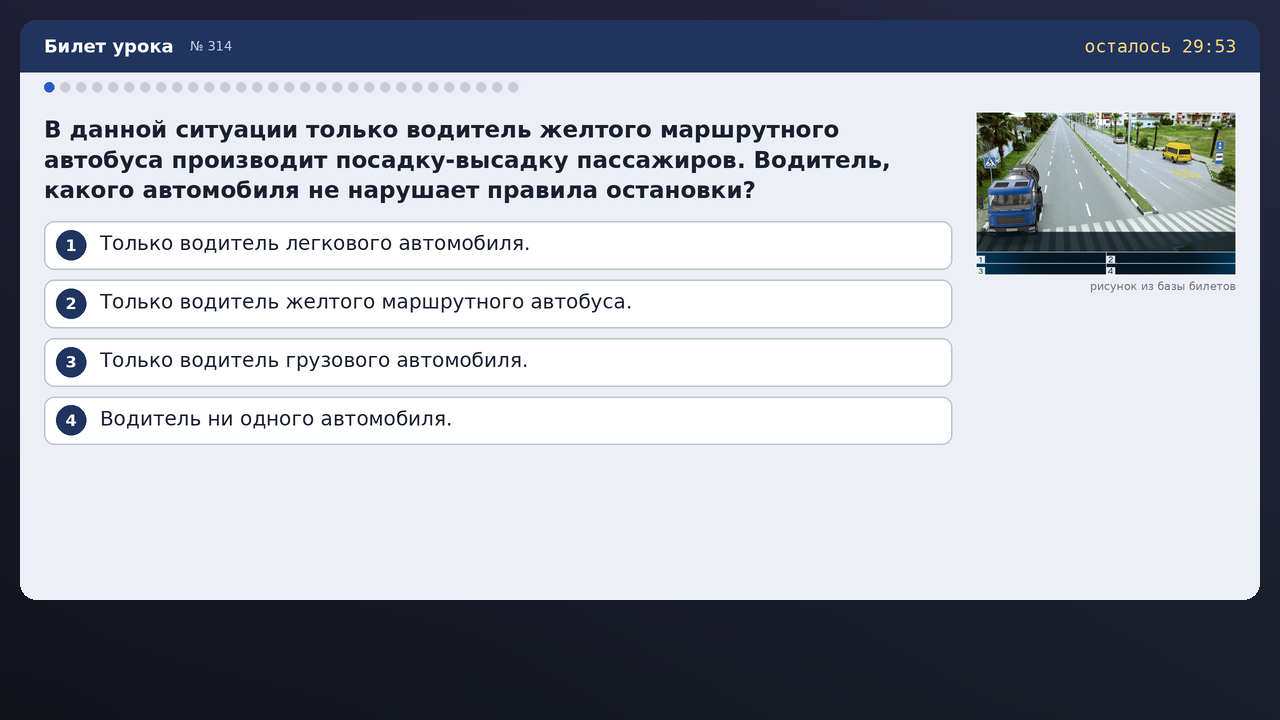 Билет урока № 314
осталось 29:53
В данной ситуации только водитель желтого маршрутного
автобуса производит посадку-высадку пассажиров. Водитель,
какого автомобиля не нарушает правила остановки?
1 Только водитель легкового автомобиля.
2 Только водитель желтого маршрутного автобуса.
3 Только водитель грузового автомобиля.
4 Водитель ни одного автомобиля.
1 2
3 4
рисунок из базы билетов